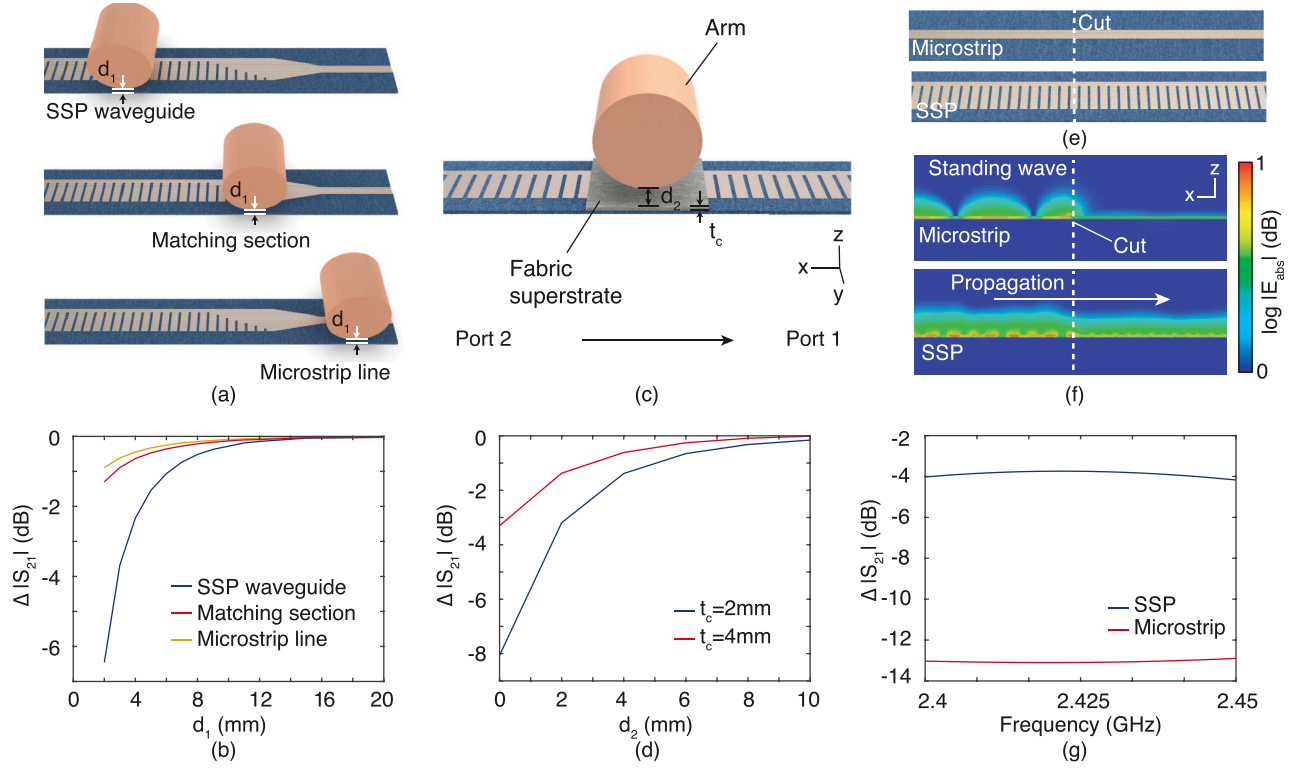 d1
SSP waveguide
d1
Matching section
d1
Microstrip line
(a)
Arm
d2
tc
Fabric
superstrate
z
x
y
Port 2
Port 1
(c)
Cut
Microstrip
SSP
(e)
Standing wave
z
x
Microstrip
Cut
Propagation
SSP
(f)
1
0
log |Eabs| (dB)
0
-2
-4
-6
Δ |S21| (dB)
SSP waveguide
Matching section
Microstrip line
0 4 8 12 16 20
d1 (mm)
(b)
0
-2
-4
-6
-8
Δ |S21| (dB)
tc=2mm
tc=4mm
0 2 4 6 8 10
d2 (mm)
(d)
-2
-4
-6
-8
-10
-12
-14
Δ |S21| (dB)
SSP
Microstrip
2.4 2.425 2.45
Frequency (GHz)
(g)